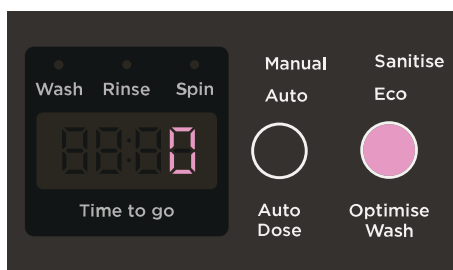 Manual Sanitise
Wash Rinse Spin Auto Eco
0
Time to go Auto Optimise
Dose Wash